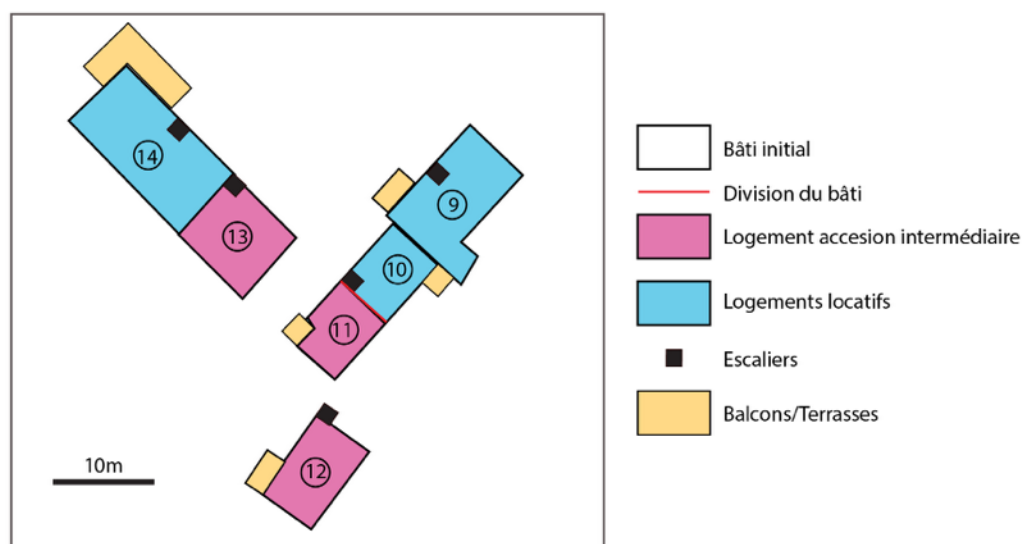 14
13
9
10
11
12
10m
Bâti initial
Division du bâti
Logement accesion intermédiaire
Logements locatifs
Escaliers
Balcons/Terrasses